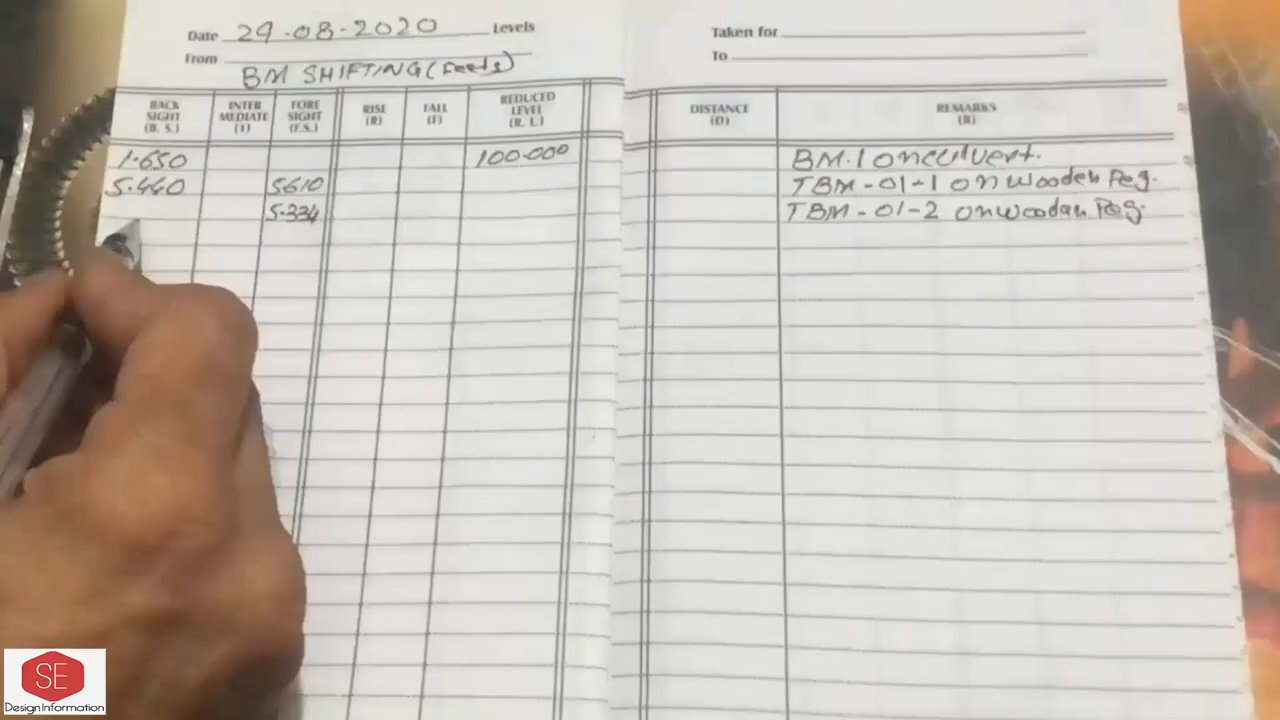 Date 29.08.2020 Levels
From
BM SHIFTING (feets)
BACK SIGHT (B. S.) INTER MEDIATE (I) FORE SIGHT (F.S.) RISE (R) FALL (F) REDUCED LEVEL (R. L.)
1.650 100.000
5.440 5.610
5.334
Taken for
To
DISTANCE (D) REMARKS (R)
BM.1 on culvert.
TBM-01-1 on wooden Peg.
TBM-01-2 on wooden Peg.
SE
Design Information